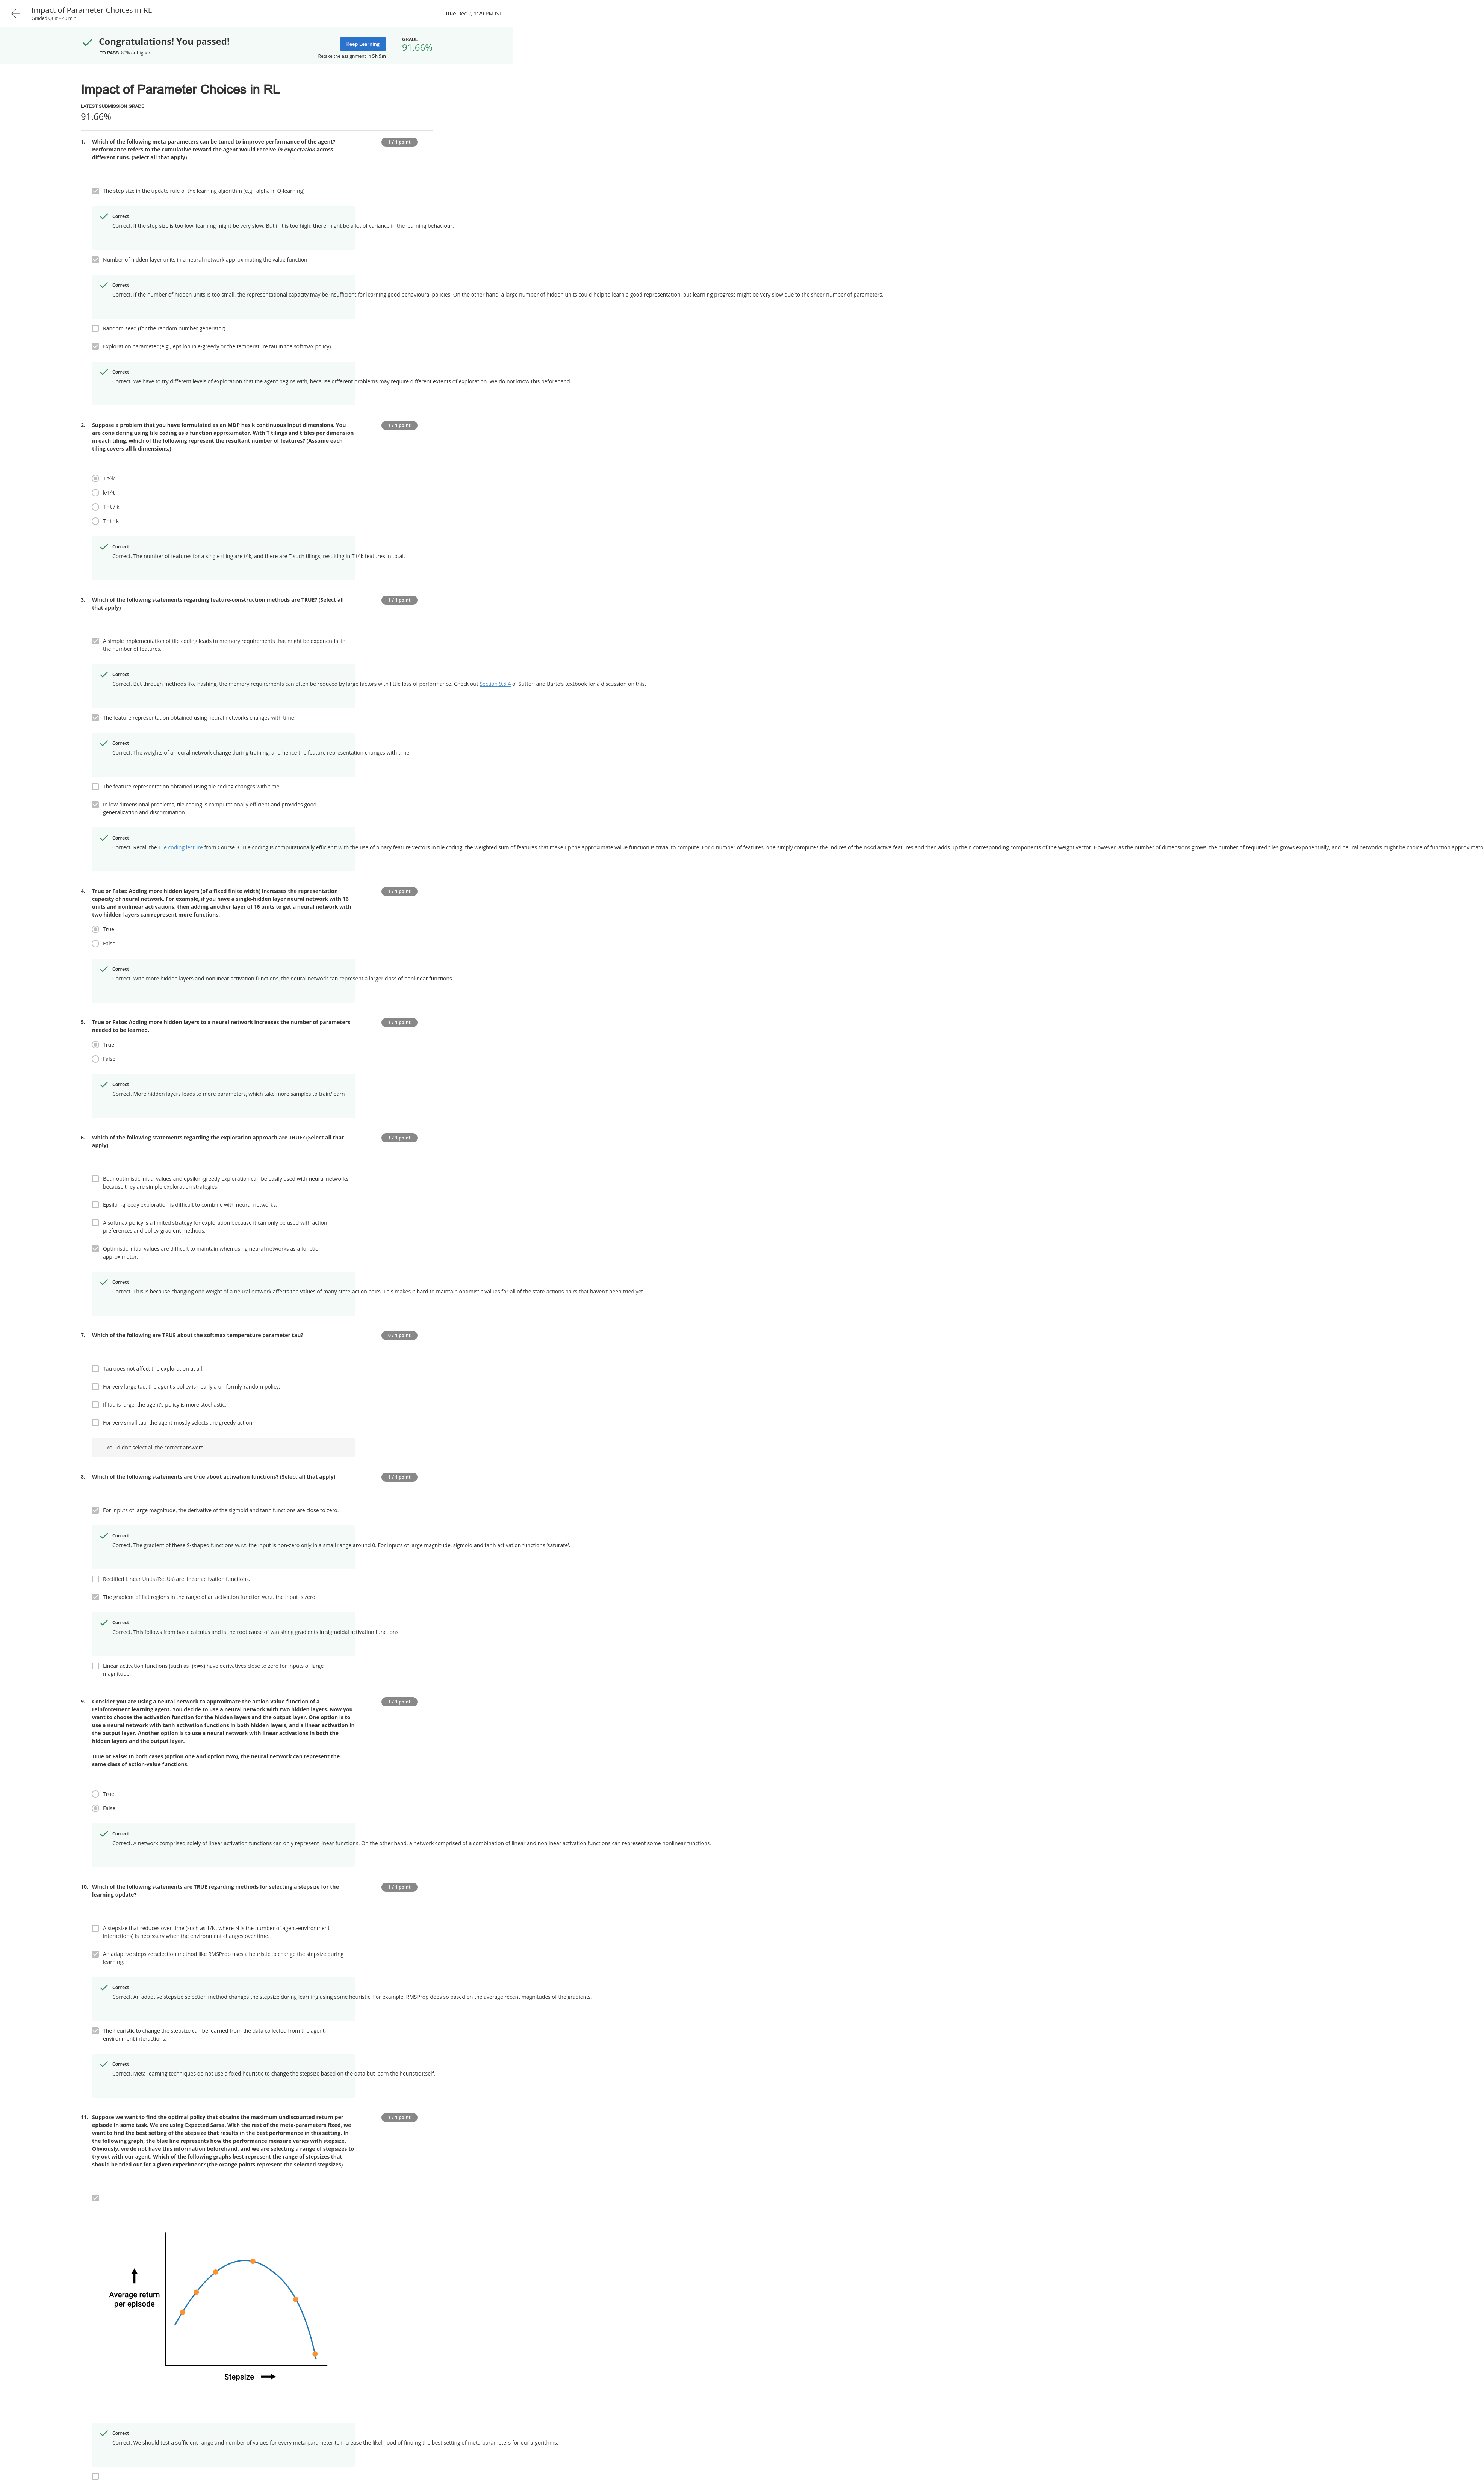 Impact of Parameter Choices in RL
Graded Quiz • 40 min
Due Dec 2, 1:29 PM IST
Congratulations! You passed!
TO PASS 80% or higher
Keep Learning
Retake the assignment in 5h 9m
GRADE
91.66%
Impact of Parameter Choices in RL
LATEST SUBMISSION GRADE
91.66%
1. Which of the following meta-parameters can be tuned to improve performance of the agent?
Performance refers to the cumulative reward the agent would receive in expectation across
different runs. (Select all that apply)
1 / 1 point
The step size in the update rule of the learning algorithm (e.g., alpha in Q-learning)
Correct
Correct. If the step size is too low, learning might be very slow. But if it is too high, there might be a lot of variance in the learning behaviour.
Number of hidden-layer units in a neural network approximating the value function
Correct
Correct. If the number of hidden units is too small, the representational capacity may be insufficient for learning good behavioural policies. On the other hand, a large number of hidden units could help to learn a good representation, but learning progress might be very slow due to the sheer number of parameters.
Random seed (for the random number generator)
Exploration parameter (e.g., epsilon in e-greedy or the temperature tau in the softmax policy)
Correct
Correct. We have to try different levels of exploration that the agent begins with, because different problems may require different extents of exploration. We do not know this beforehand.
2. Suppose a problem that you have formulated as an MDP has k continuous input dimensions. You
are considering using tile coding as a function approximator. With T tilings and t tiles per dimension
in each tiling, which of the following represent the resultant number of features? (Assume each
tiling covers all k dimensions.)
1 / 1 point
T·t^k
k·T^t
T · t / k
T · t · k
Correct
Correct. The number of features for a single tiling are t^k, and there are T such tilings, resulting in T t^k features in total.
3. Which of the following statements regarding feature-construction methods are TRUE? (Select all
that apply)
1 / 1 point
A simple implementation of tile coding leads to memory requirements that might be exponential in
the number of features.
Correct
Correct. But through methods like hashing, the memory requirements can often be reduced by large factors with little loss of performance. Check out Section 9.5.4 of Sutton and Barto's textbook for a discussion on this.
The feature representation obtained using neural networks changes with time.
Correct
Correct. The weights of a neural network change during training, and hence the feature representation changes with time.
The feature representation obtained using tile coding changes with time.
In low-dimensional problems, tile coding is computationally efficient and provides good
generalization and discrimination.
Correct
Correct. Recall the Tile coding lecture from Course 3. Tile coding is computationally efficient: with the use of binary feature vectors in tile coding, the weighted sum of features that make up the approximate value function is trivial to compute. For d number of features, one simply computes the indices of the n<<d active features and then adds up the n corresponding components of the weight vector. However, as the number of dimensions grows, the number of required tiles grows exponentially, and neural networks might be choice of function approximato
4. True or False: Adding more hidden layers (of a fixed finite width) increases the representation
capacity of neural network. For example, if you have a single-hidden layer neural network with 16
units and nonlinear activations, then adding another layer of 16 units to get a neural network with
two hidden layers can represent more functions.
1 / 1 point
True
False
Correct
Correct. With more hidden layers and nonlinear activation functions, the neural network can represent a larger class of nonlinear functions.
5. True or False: Adding more hidden layers to a neural network increases the number of parameters
needed to be learned.
1 / 1 point
True
False
Correct
Correct. More hidden layers leads to more parameters, which take more samples to train/learn
6. Which of the following statements regarding the exploration approach are TRUE? (Select all that
apply)
1 / 1 point
Both optimistic initial values and epsilon-greedy exploration can be easily used with neural networks,
because they are simple exploration strategies.
Epsilon-greedy exploration is difficult to combine with neural networks.
A softmax policy is a limited strategy for exploration because it can only be used with action
preferences and policy-gradient methods.
Optimistic initial values are difficult to maintain when using neural networks as a function
approximator.
Correct
Correct. This is because changing one weight of a neural network affects the values of many state-action pairs. This makes it hard to maintain optimistic values for all of the state-actions pairs that haven't been tried yet.
7. Which of the following are TRUE about the softmax temperature parameter tau?
0 / 1 point
Tau does not affect the exploration at all.
For very large tau, the agent's policy is nearly a uniformly-random policy.
If tau is large, the agent's policy is more stochastic.
For very small tau, the agent mostly selects the greedy action.
You didn't select all the correct answers
8. Which of the following statements are true about activation functions? (Select all that apply)
1 / 1 point
For inputs of large magnitude, the derivative of the sigmoid and tanh functions are close to zero.
Correct
Correct. The gradient of these S-shaped functions w.r.t. the input is non-zero only in a small range around 0. For inputs of large magnitude, sigmoid and tanh activation functions 'saturate'.
Rectified Linear Units (ReLUs) are linear activation functions.
The gradient of flat regions in the range of an activation function w.r.t. the input is zero.
Correct
Correct. This follows from basic calculus and is the root cause of vanishing gradients in sigmoidal activation functions.
Linear activation functions (such as f(x)=x) have derivatives close to zero for inputs of large
magnitude.
9. Consider you are using a neural network to approximate the action-value function of a
reinforcement learning agent. You decide to use a neural network with two hidden layers. Now you
want to choose the activation function for the hidden layers and the output layer. One option is to
use a neural network with tanh activation functions in both hidden layers, and a linear activation in
the output layer. Another option is to use a neural network with linear activations in both the
hidden layers and the output layer.
True or False: In both cases (option one and option two), the neural network can represent the
same class of action-value functions.
1 / 1 point
True
False
Correct
Correct. A network comprised solely of linear activation functions can only represent linear functions. On the other hand, a network comprised of a combination of linear and nonlinear activation functions can represent some nonlinear functions.
10. Which of the following statements are TRUE regarding methods for selecting a stepsize for the
learning update?
1 / 1 point
A stepsize that reduces over time (such as 1/N, where N is the number of agent-environment
interactions) is necessary when the environment changes over time.
An adaptive stepsize selection method like RMSProp uses a heuristic to change the stepsize during
learning.
Correct
Correct. An adaptive stepsize selection method changes the stepsize during learning using some heuristic. For example, RMSProp does so based on the average recent magnitudes of the gradients.
The heuristic to change the stepsize can be learned from the data collected from the agent-
environment interactions.
Correct
Correct. Meta-learning techniques do not use a fixed heuristic to change the stepsize based on the data but learn the heuristic itself.
11. Suppose we want to find the optimal policy that obtains the maximum undiscounted return per
episode in some task. We are using Expected Sarsa. With the rest of the meta-parameters fixed, we
want to find the best setting of the stepsize that results in the best performance in this setting. In
the following graph, the blue line represents how the performance measure varies with stepsize.
Obviously, we do not have this information beforehand, and we are selecting a range of stepsizes to
try out with our agent. Which of the following graphs best represent the range of stepsizes that
should be tried out for a given experiment? (the orange points represent the selected stepsizes)
1 / 1 point
Average return
per episode
Stepsize
Correct
Correct. We should test a sufficient range and number of values for every meta-parameter to increase the likelihood of finding the best setting of meta-parameters for our algorithms.